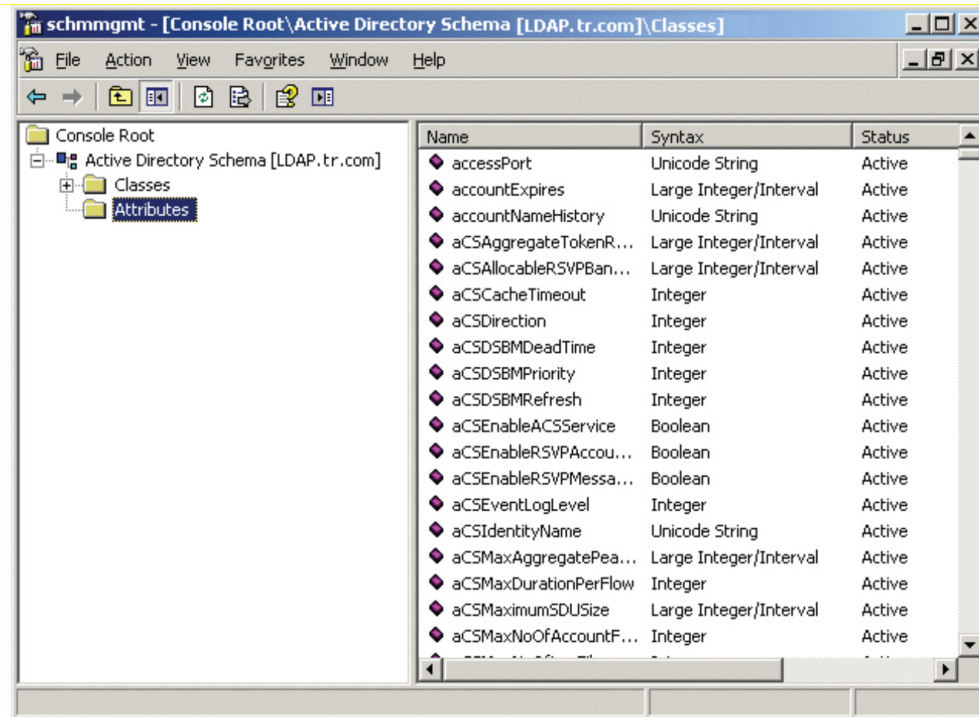 schmmgmt - [Console Root\Active Directory Schema [LDAP.tr.com]\Classes]
File Action View Favorites Window Help
Console Root
Active Directory Schema [LDAP.tr.com]
Classes
Attributes
Name Syntax Status
accessPort Unicode String Active
accountExpires Large Integer/Interval Active
accountNameHistory Unicode String Active
aCSAggregateTokenR... Large Integer/Interval Active
aCSAllocableRSVPBan... Large Integer/Interval Active
aCSCacheTimeout Integer Active
aCSDirection Integer Active
aCSDSBMDeadTime Integer Active
aCSDSBMPriority Integer Active
aCSDSBMRefresh Integer Active
aCSEnableACSService Boolean Active
aCSEnableRSVPAccou... Boolean Active
aCSEnableRSVPMessa... Boolean Active
aCSEventLogLevel Integer Active
aCSIdentityName Unicode String Active
aCSMaxAggregatePea... Large Integer/Interval Active
aCSMaxDurationPerFlow Integer Active
aCSMaximumSDUSize Large Integer/Interval Active
aCSMaxNoOfAccountF... Integer Active